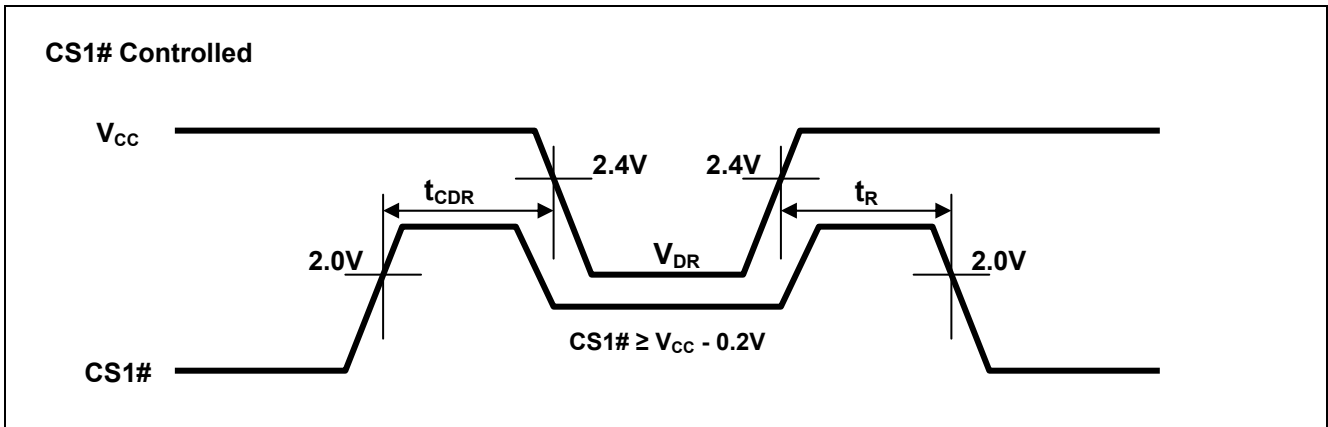 CS1# Controlled
VCC
2.4V 2.4V
tCDR tR
2.0V VDR 2.0V
CS1# ≥ VCC - 0.2V
CS1#